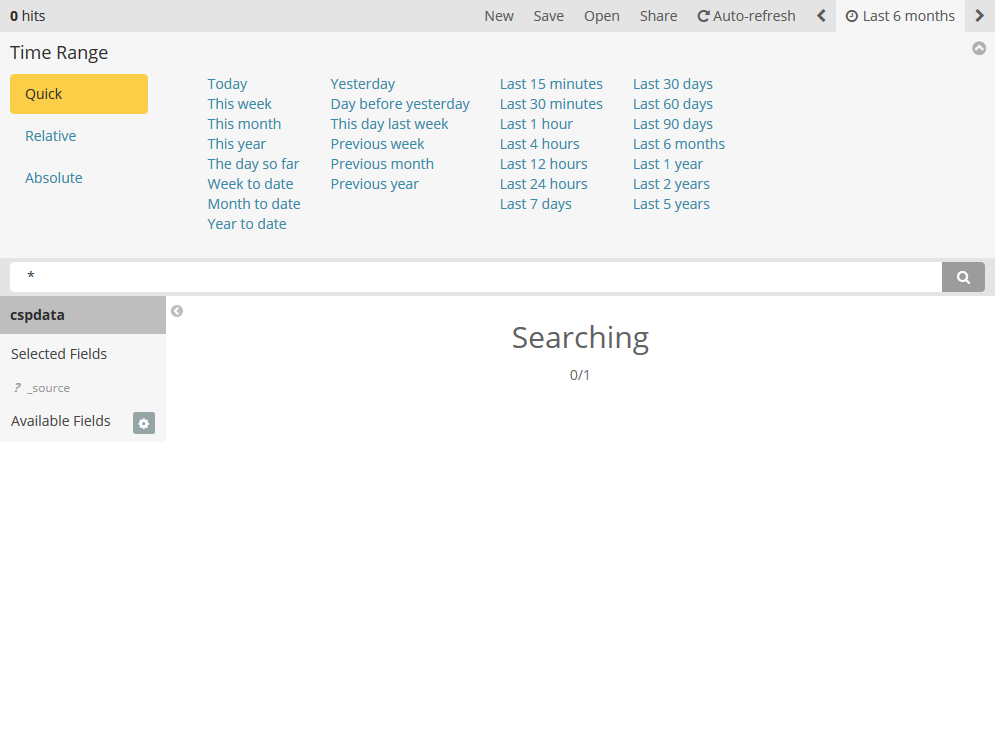 0 hits New Save Open Share Auto-refresh Last 6 months
Time Range
Quick
Relative
Absolute
Today
This week
This month
This year
The day so far
Week to date
Month to date
Year to date
Yesterday
Day before yesterday
This day last week
Previous week
Previous month
Previous year
Last 15 minutes
Last 30 minutes
Last 1 hour
Last 4 hours
Last 12 hours
Last 24 hours
Last 7 days
Last 30 days
Last 60 days
Last 90 days
Last 6 months
Last 1 year
Last 2 years
Last 5 years
*
cspdata
Selected Fields
? _source
Available Fields
Searching
0/1